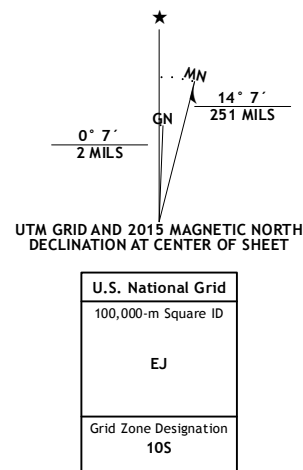 ★
MN
GN
14° 7´
251 MILS
0° 7´
2 MILS
UTM GRID AND 2015 MAGNETIC NORTH
DECLINATION AT CENTER OF SHEET
U.S. National Grid
100,000-m Square ID
EJ
Grid Zone Designation
10S